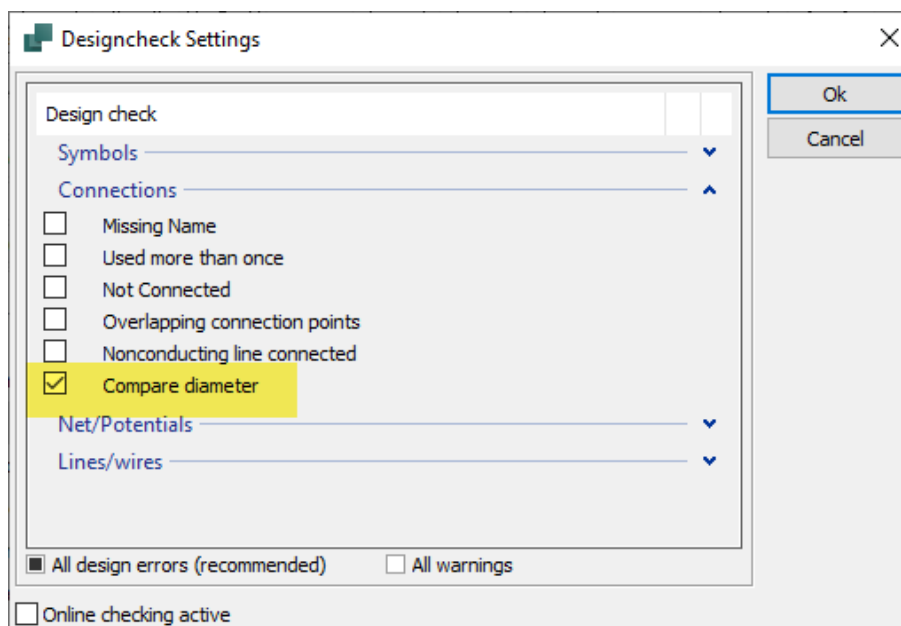 Designcheck Settings
Ok
Cancel
Design check
Symbols
Connections
Missing Name
Used more than once
Not Connected
Overlapping connection points
Nonconducting line connected
Compare diameter
Net/Potentials
Lines/wires
All design errors (recommended)
All warnings
Online checking active